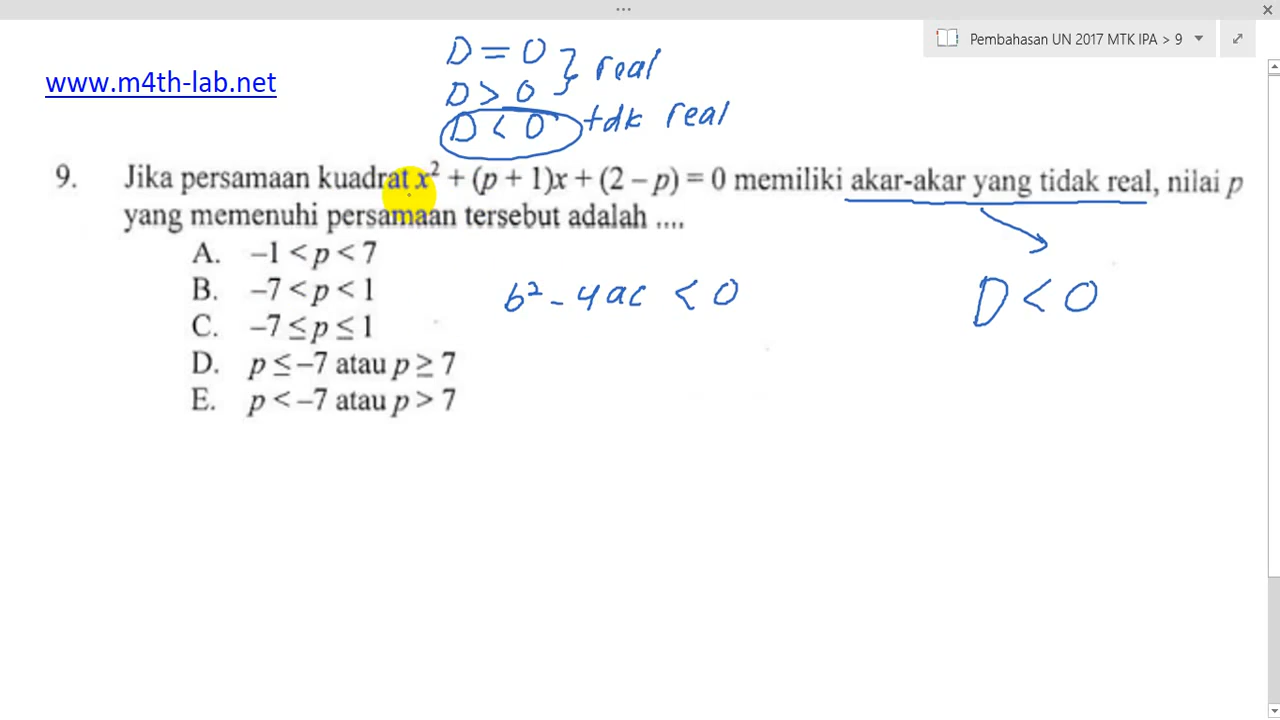 Pembahasan UN 2017 MTK IPA > 9
www.m4th-lab.net
D = 0
D > 0
} real
D < 0 tdk real
9. Jika persamaan kuadrat x² + (p + 1)x + (2 – p) = 0 memiliki akar-akar yang tidak real, nilai p
yang memenuhi persamaan tersebut adalah ....
A. –1 < p < 7
B. –7 < p < 1
C. –7 ≤ p ≤ 1
D. p ≤ –7 atau p ≥ 7
E. p < –7 atau p > 7
b² - 4ac < 0
D < 0